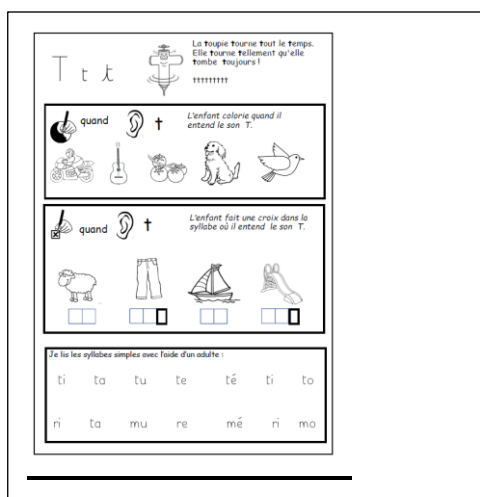 T t t
La toupie tourne tout le temps.
Elle tourne tellement qu'elle
tombe toujours !
ttttttttt
quand t
L'enfant colorie quand il
entend le son T.
quand t
L'enfant fait une croix dans la
syllabe où il entend le son T.
Je lis les syllabes simples avec l'aide d'un adulte :
ti ta tu te té ti to
ri ta mu re mé ri mo